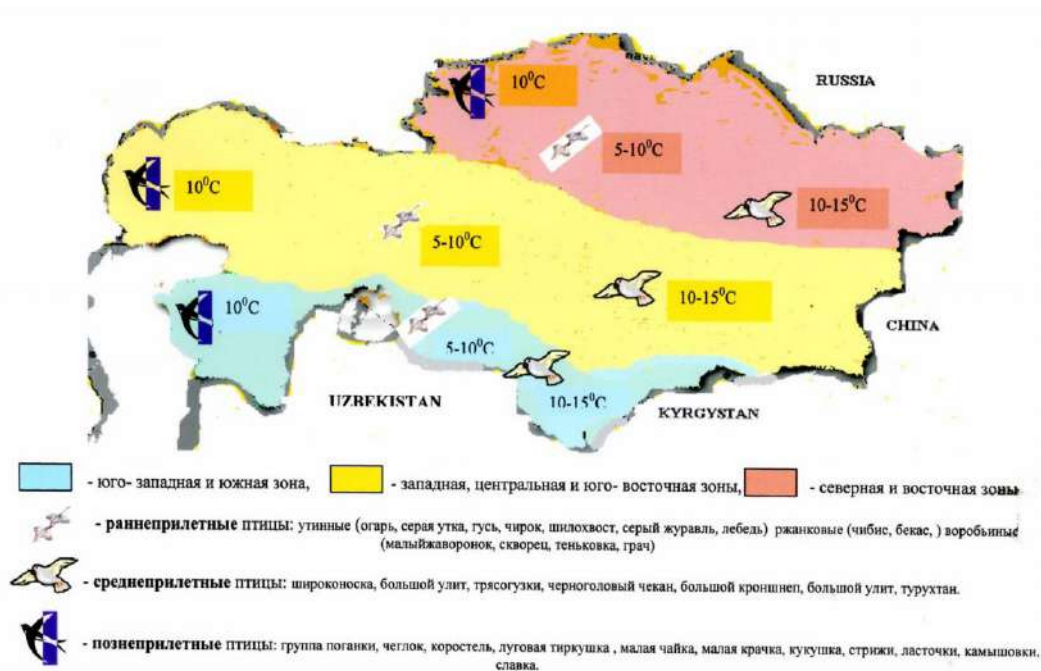 RUSSIA
10⁰C
5-10⁰C
10⁰C
10-15⁰C
5-10⁰C
10-15⁰C
10⁰C
CHINA
5-10⁰C
UZBEKISTAN
10-15⁰C
KYRGYSTAN
- юго- западная и южная зона,
- западная, центральная и юго- восточная зоны,
- северная и восточная зоны
- раннеприлетные птицы: утинные (огарь, серая утка, гусь, чирок, шилохвост, серый журавль, лебедь) ржанковые (чибис, бекас, ) воробьиные
(малыйжаворонок, скворец, теньковка, грач)
- среднеприлетные птицы: широконоска, большой улит, трясогузки, черноголовый чекан, большой кроншнеп, большой улит, турухтан.
- познеприлетные птицы: группа поганки, чеглок, коростель, луговая тиркушка , малая чайка, малая крачка, кукушка, стрижи, ласточки, камышовки,
славка.